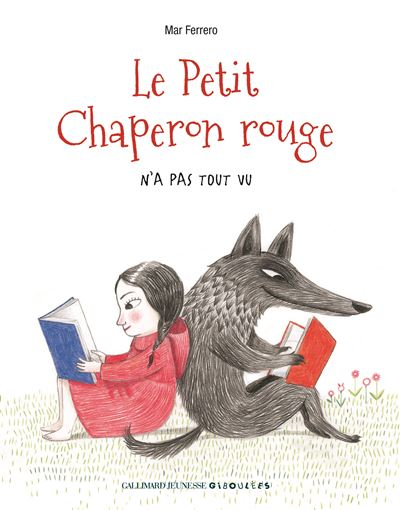 Mar Ferrero
Le Petit
Chaperon rouge
N'A PAS TOUT VU
GALLIMARD JEUNESSE GIBOULÉES